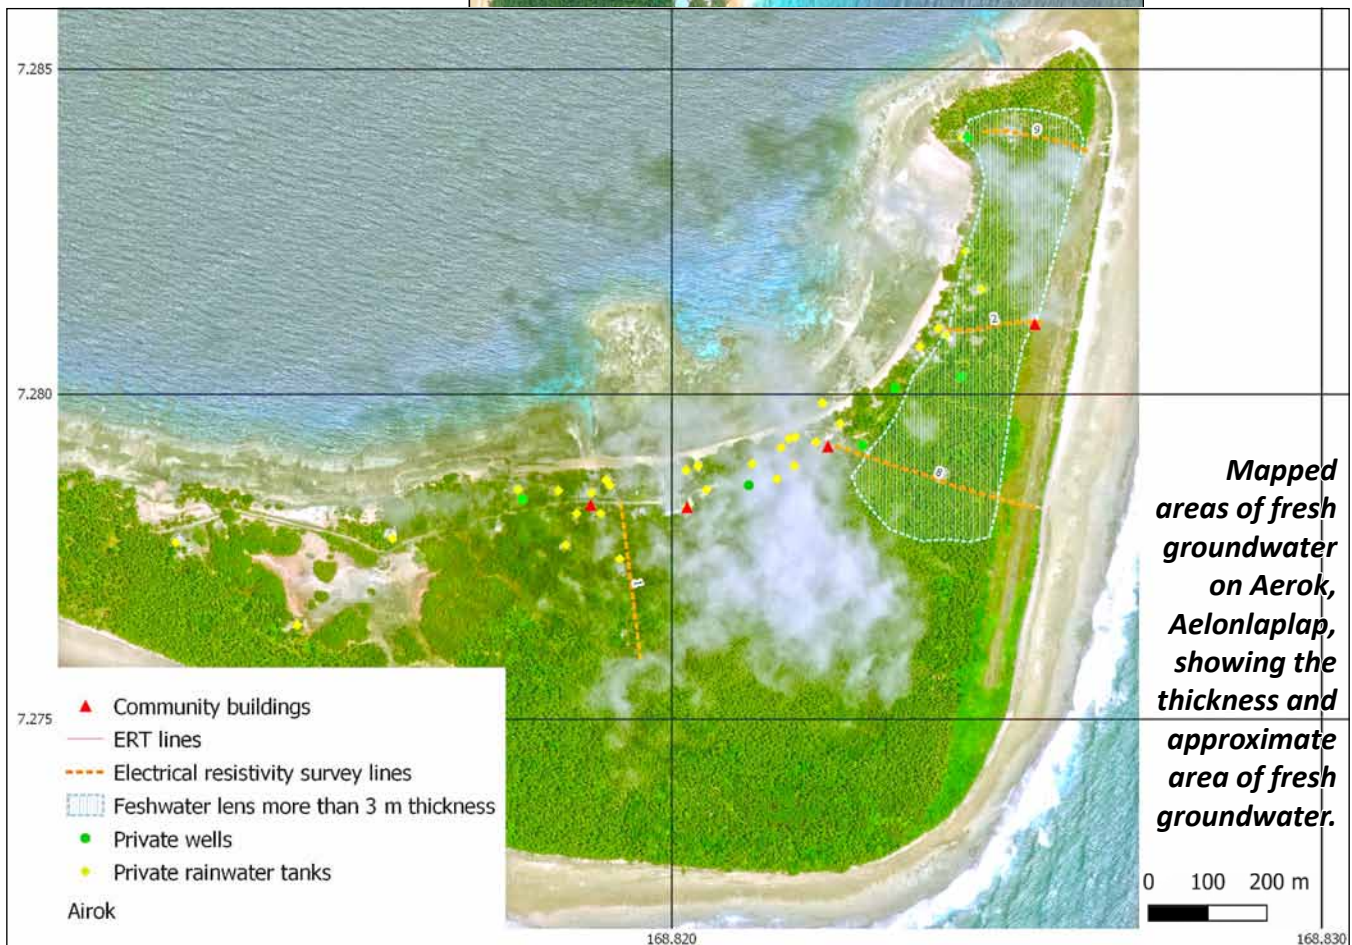 7.285
9
2
7.280
8
1
7.275
Mapped
areas of fresh
groundwater
on Aerok,
Aelonlaplap,
showing the
thickness and
approximate
area of fresh
groundwater.
Community buildings
ERT lines
Electrical resistivity survey lines
Feshwater lens more than 3 m thickness
Private wells
Private rainwater tanks
Airok
0 100 200 m
168.820
168.830